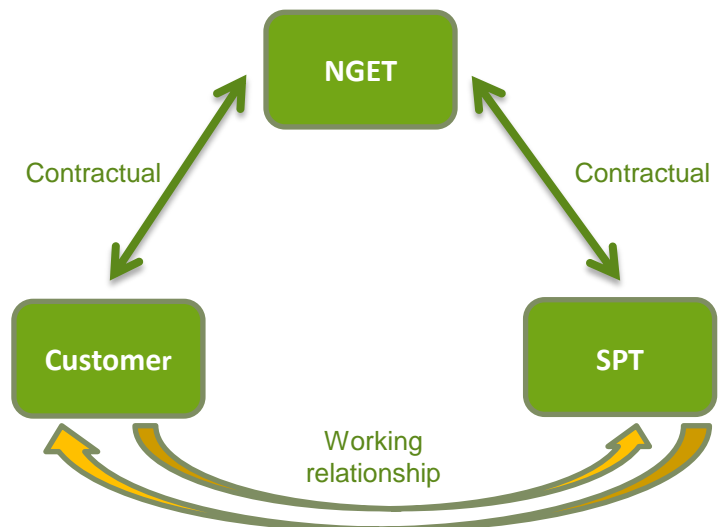 NGET
Contractual
Contractual
Customer
SPT
Working
relationship